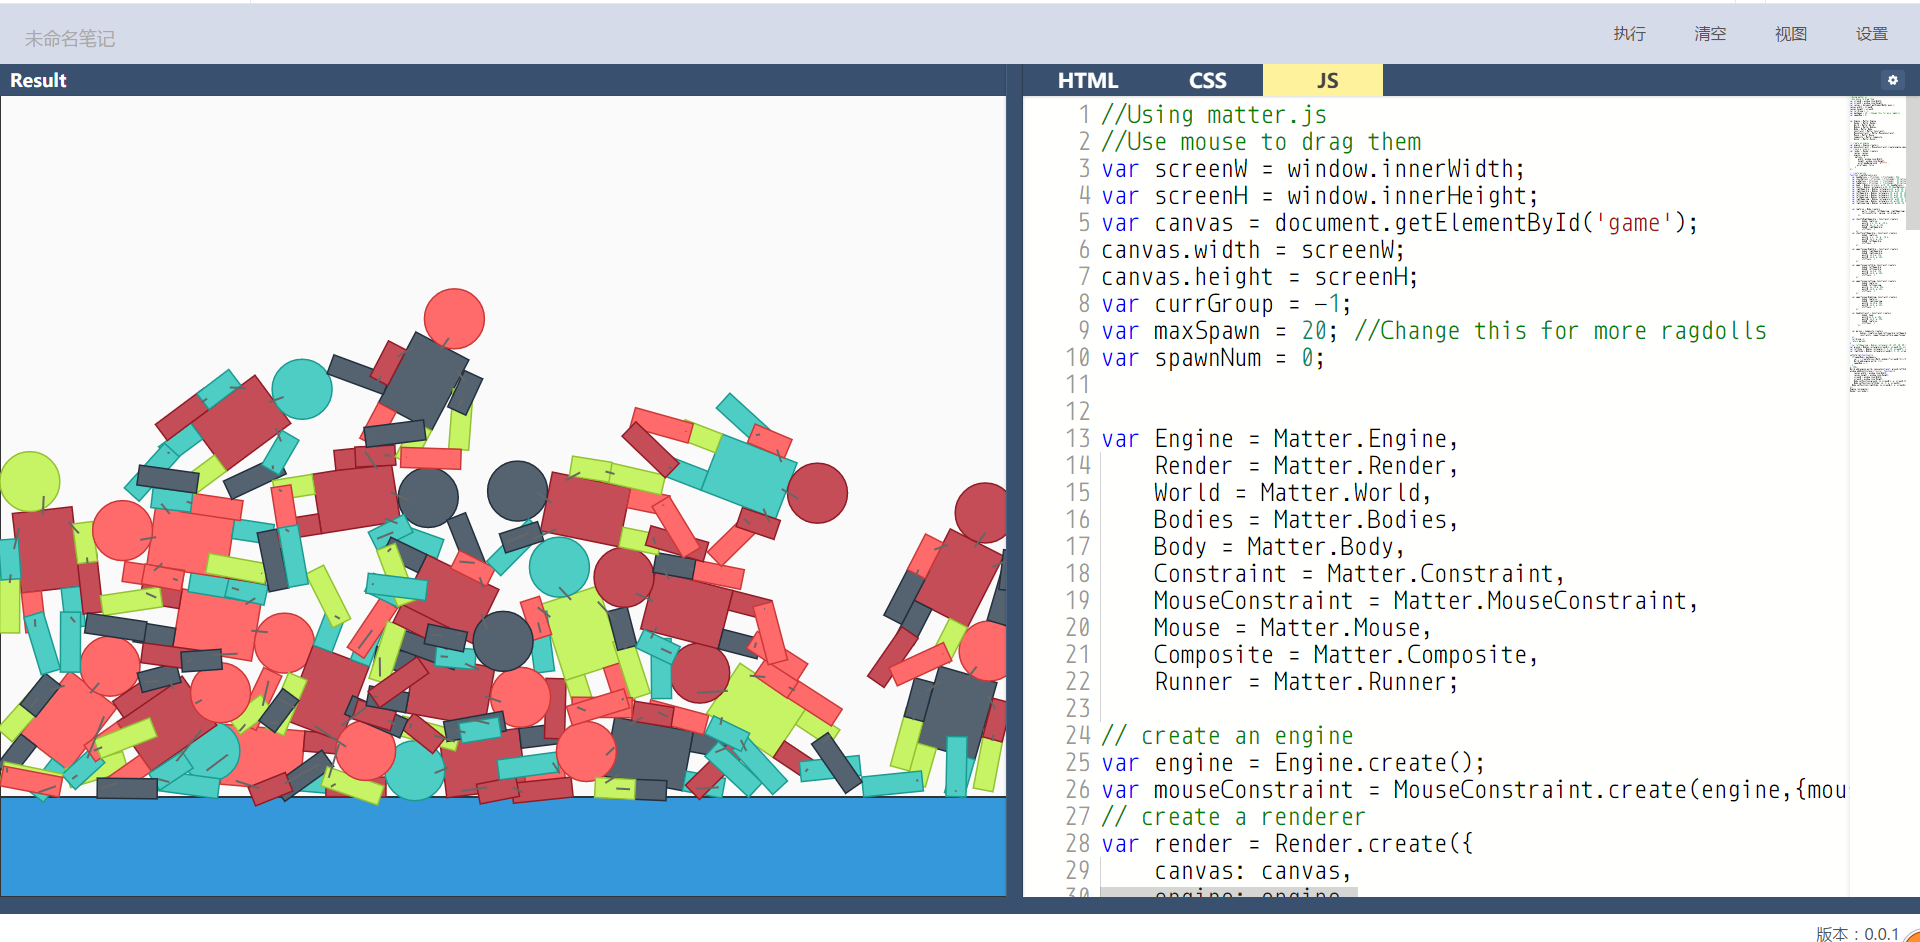 未命名笔记
执行 清空 视图 设置
Result
HTML CSS JS
1 //Using matter.js
2 //Use mouse to drag them
3 var screenW = window.innerWidth;
4 var screenH = window.innerHeight;
5 var canvas = document.getElementById('game');
6 canvas.width = screenW;
7 canvas.height = screenH;
8 var currGroup = -1;
9 var maxSpawn = 20; //Change this for more ragdolls
10 var spawnNum = 0;
11
12
13 var Engine = Matter.Engine,
14     Render = Matter.Render,
15     World = Matter.World,
16     Bodies = Matter.Bodies,
17     Body = Matter.Body,
18     Constraint = Matter.Constraint,
19     MouseConstraint = Matter.MouseConstraint,
20     Mouse = Matter.Mouse,
21     Composite = Matter.Composite,
22     Runner = Matter.Runner;
23
24 // create an engine
25 var engine = Engine.create();
26 var mouseConstraint = MouseConstraint.create(engine,{mou
27 // create a renderer
28 var render = Render.create({
29     canvas: canvas,
30     engine: engine
版本：0.0.1